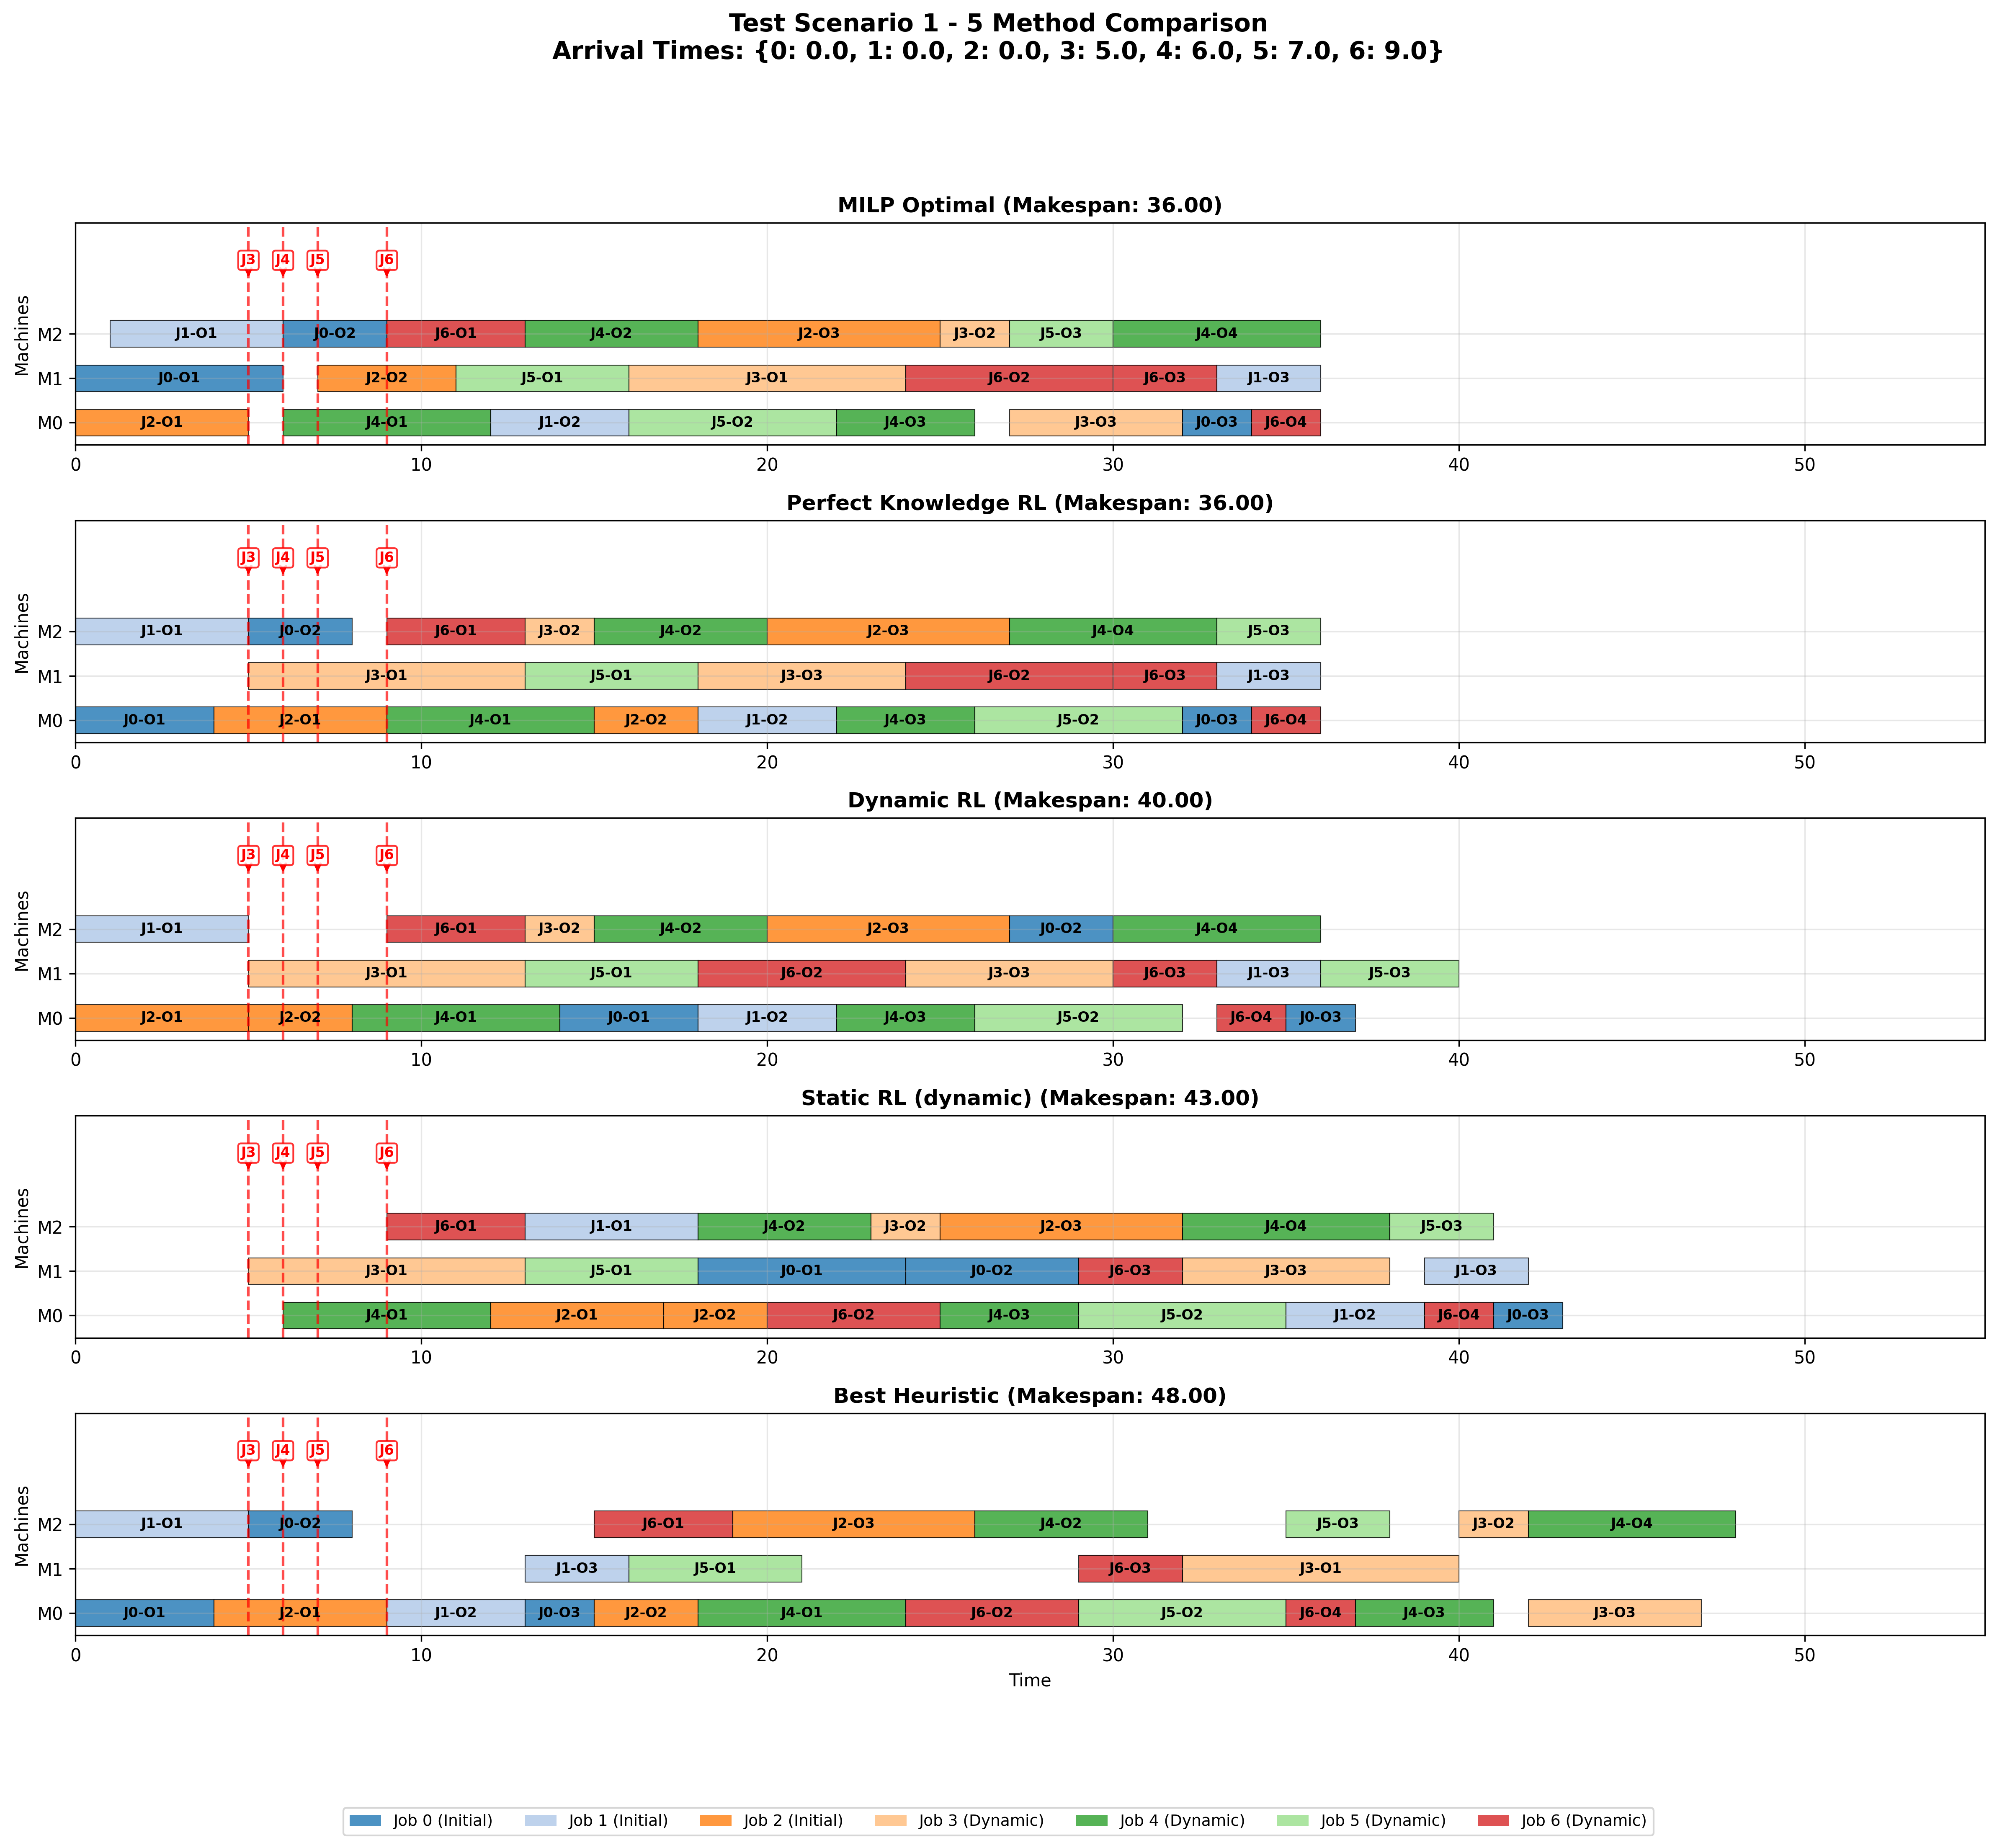 Test Scenario 1 - 5 Method Comparison
Arrival Times: {0: 0.0, 1: 0.0, 2: 0.0, 3: 5.0, 4: 6.0, 5: 7.0, 6: 9.0}
MILP Optimal (Makespan: 36.00)
J3 J4 J5 J6
Machines
M2 J1-O1 J0-O2 J6-O1 J4-O2 J2-O3 J3-O2 J5-O3 J4-O4
M1 J0-O1 J2-O2 J5-O1 J3-O1 J6-O2 J6-O3 J1-O3
M0 J2-O1 J4-O1 J1-O2 J5-O2 J4-O3 J3-O3 J0-O3 J6-O4
0 10 20 30 40 50
Perfect Knowledge RL (Makespan: 36.00)
J3 J4 J5 J6
Machines
M2 J1-O1 J0-O2 J6-O1 J3-O2 J4-O2 J2-O3 J4-O4 J5-O3
M1 J3-O1 J5-O1 J3-O3 J6-O2 J6-O3 J1-O3
M0 J0-O1 J2-O1 J4-O1 J2-O2 J1-O2 J4-O3 J5-O2 J0-O3 J6-O4
0 10 20 30 40 50
Dynamic RL (Makespan: 40.00)
J3 J4 J5 J6
Machines
M2 J1-O1 J6-O1 J3-O2 J4-O2 J2-O3 J0-O2 J4-O4
M1 J3-O1 J5-O1 J6-O2 J3-O3 J6-O3 J1-O3 J5-O3
M0 J2-O1 J2-O2 J4-O1 J0-O1 J1-O2 J4-O3 J5-O2 J6-O4 J0-O3
0 10 20 30 40 50
Static RL (dynamic) (Makespan: 43.00)
J3 J4 J5 J6
Machines
M2 J6-O1 J1-O1 J4-O2 J3-O2 J2-O3 J4-O4 J5-O3
M1 J3-O1 J5-O1 J0-O1 J0-O2 J6-O3 J3-O3 J1-O3
M0 J4-O1 J2-O1 J2-O2 J6-O2 J4-O3 J5-O2 J1-O2 J6-O4 J0-O3
0 10 20 30 40 50
Best Heuristic (Makespan: 48.00)
J3 J4 J5 J6
Machines
M2 J1-O1 J0-O2 J6-O1 J2-O3 J4-O2 J5-O3 J3-O2 J4-O4
M1 J1-O3 J5-O1 J6-O3 J3-O1
M0 J0-O1 J2-O1 J1-O2 J0-O3 J2-O2 J4-O1 J6-O2 J5-O2 J6-O4 J4-O3 J3-O3
0 10 20 30 40 50
Time
Job 0 (Initial) Job 1 (Initial) Job 2 (Initial) Job 3 (Dynamic) Job 4 (Dynamic) Job 5 (Dynamic) Job 6 (Dynamic)